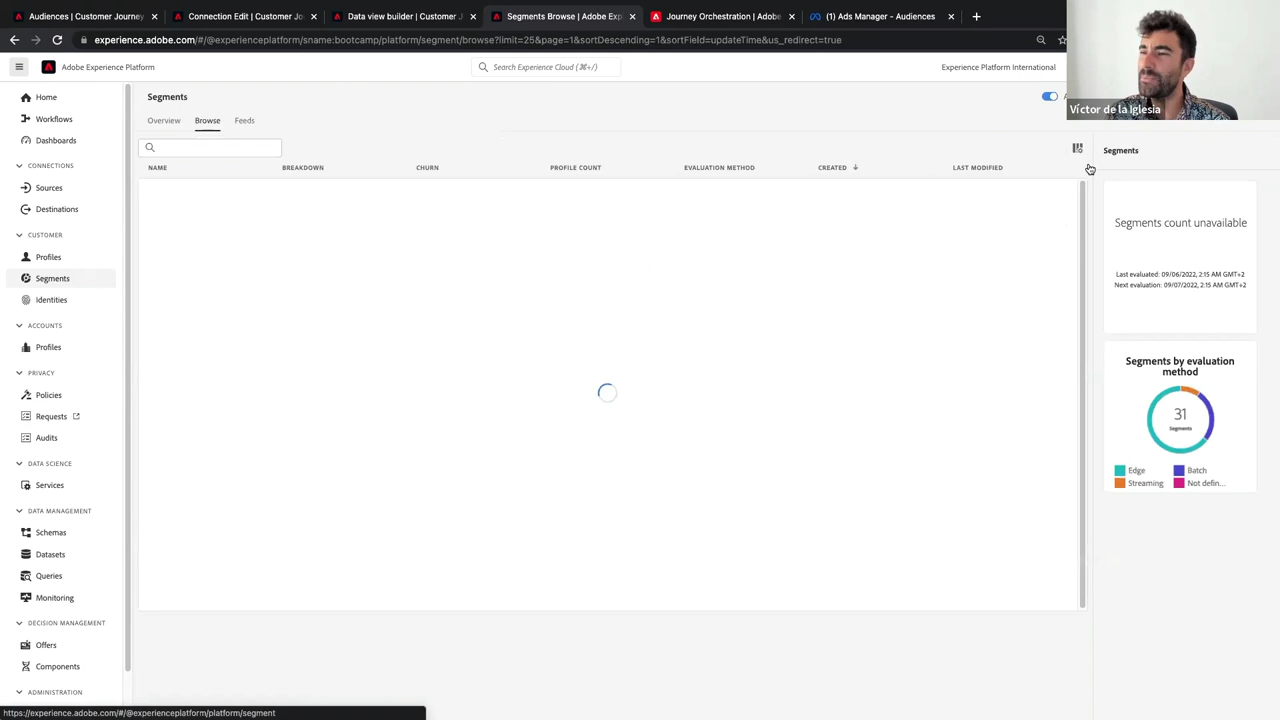 Audiences | Customer Journey
Connection Edit | Customer Jo
Data view builder | Customer J
Segments Browse | Adobe Exp
Journey Orchestration | Adobe
(1) Ads Manager - Audiences
experience.adobe.com/#/@experienceplatform/sname:bootcamp/platform/segment/browse?limit=25&page=1&sortDescending=1&sortField=updateTime&us_redirect=true
Adobe Experience Platform
Search Experience Cloud (⌘+/)
Experience Platform International
Víctor de la Iglesia
Home
Workflows
Dashboards
CONNECTIONS
Sources
Destinations
CUSTOMER
Profiles
Segments
Identities
ACCOUNTS
Profiles
PRIVACY
Policies
Requests
Audits
DATA SCIENCE
Services
DATA MANAGEMENT
Schemas
Datasets
Queries
Monitoring
DECISION MANAGEMENT
Offers
Components
ADMINISTRATION
Segments
Overview
Browse
Feeds
NAME
BREAKDOWN
CHURN
PROFILE COUNT
EVALUATION METHOD
CREATED
LAST MODIFIED
Segments
Segments count unavailable
Last evaluated: 09/06/2022, 2:15 AM GMT+2
Next evaluation: 09/07/2022, 2:15 AM GMT+2
Segments by evaluation
method
31
Segments
Edge
Batch
Streaming
Not defin...
https://experience.adobe.com/#/@experienceplatform/platform/segment